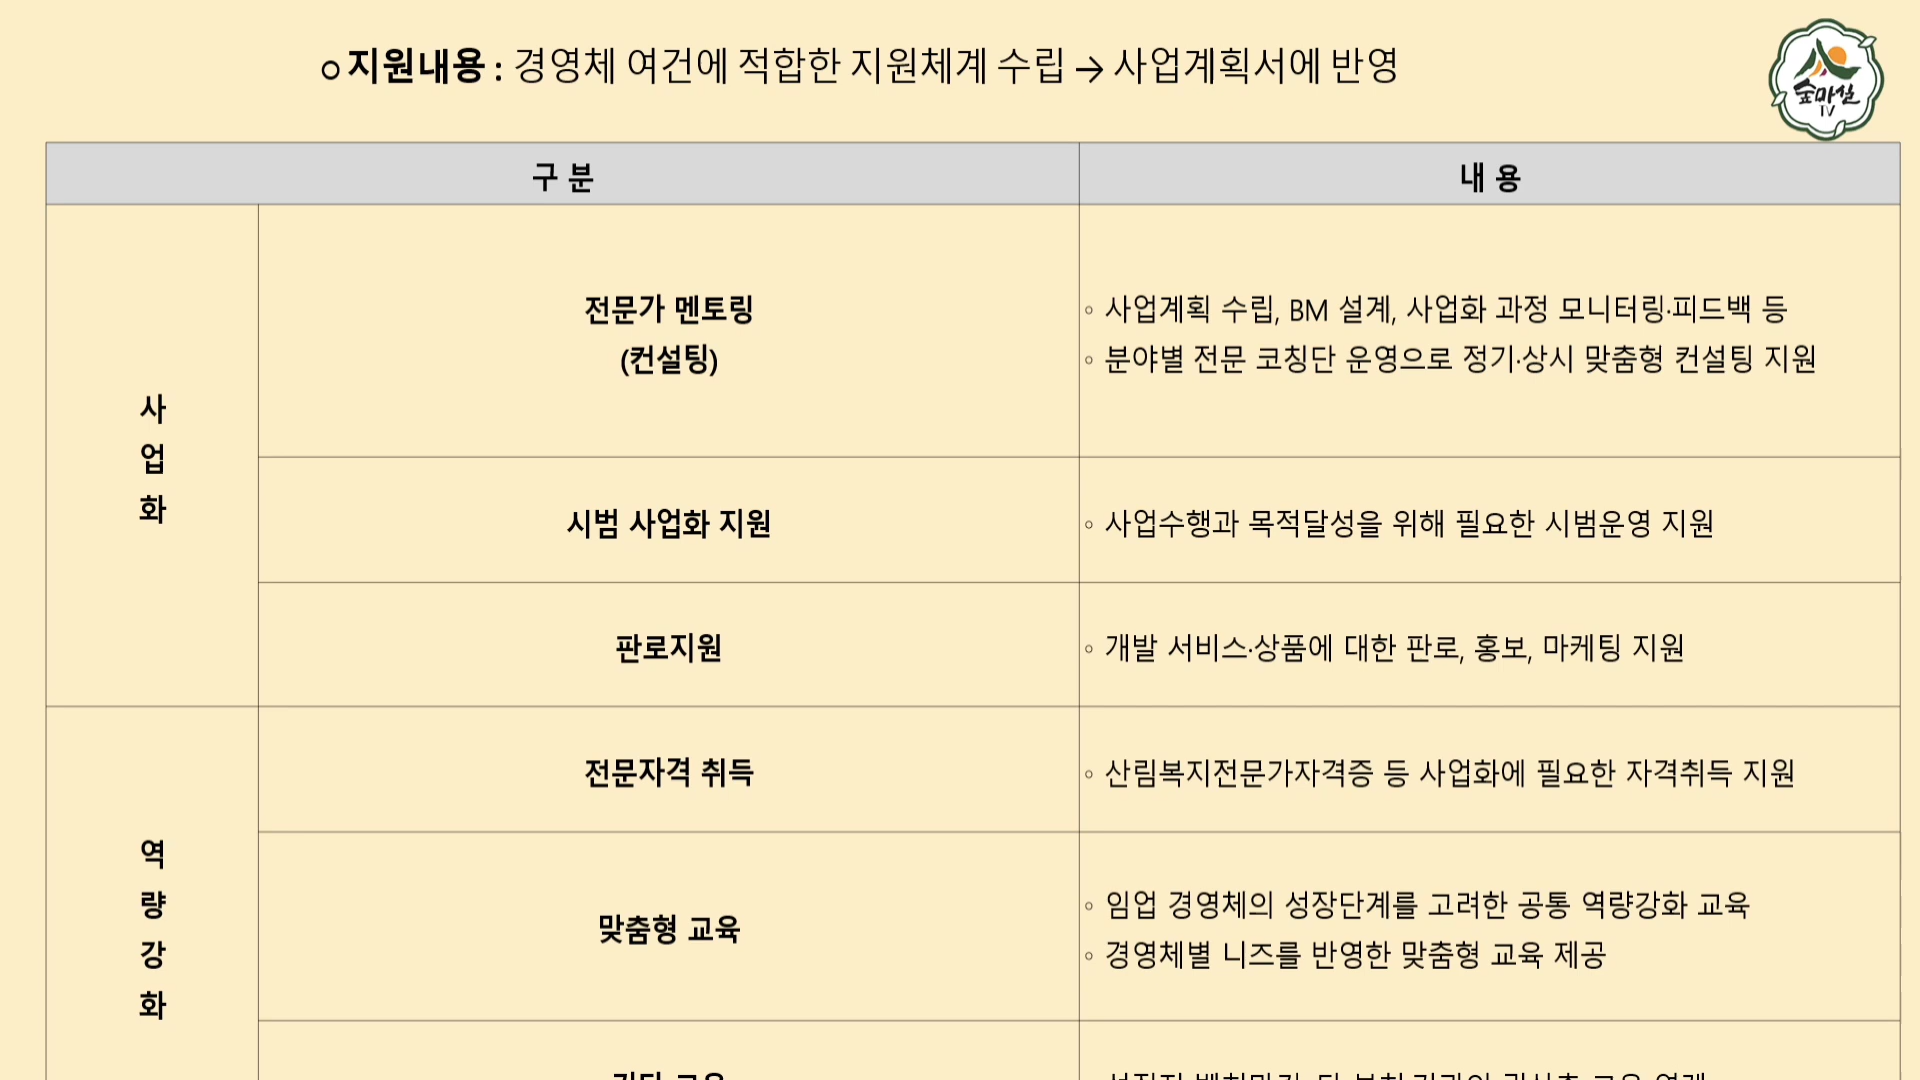 ㅇ지원내용 : 경영체 여건에 적합한 지원체계 수립 → 사업계획서에 반영
숲마실
TV
구 분
내 용
사
업
화
전문가 멘토링
(컨설팅)
◦ 사업계획 수립, BM 설계, 사업화 과정 모니터링·피드백 등
◦ 분야별 전문 코칭단 운영으로 정기·상시 맞춤형 컨설팅 지원
시범 사업화 지원
◦ 사업수행과 목적달성을 위해 필요한 시범운영 지원
판로지원
◦ 개발 서비스·상품에 대한 판로, 홍보, 마케팅 지원
역
량
강
화
전문자격 취득
◦ 산림복지전문가자격증 등 사업화에 필요한 자격취득 지원
맞춤형 교육
◦ 임업 경영체의 성장단계를 고려한 공통 역량강화 교육
◦ 경영체별 니즈를 반영한 맞춤형 교육 제공